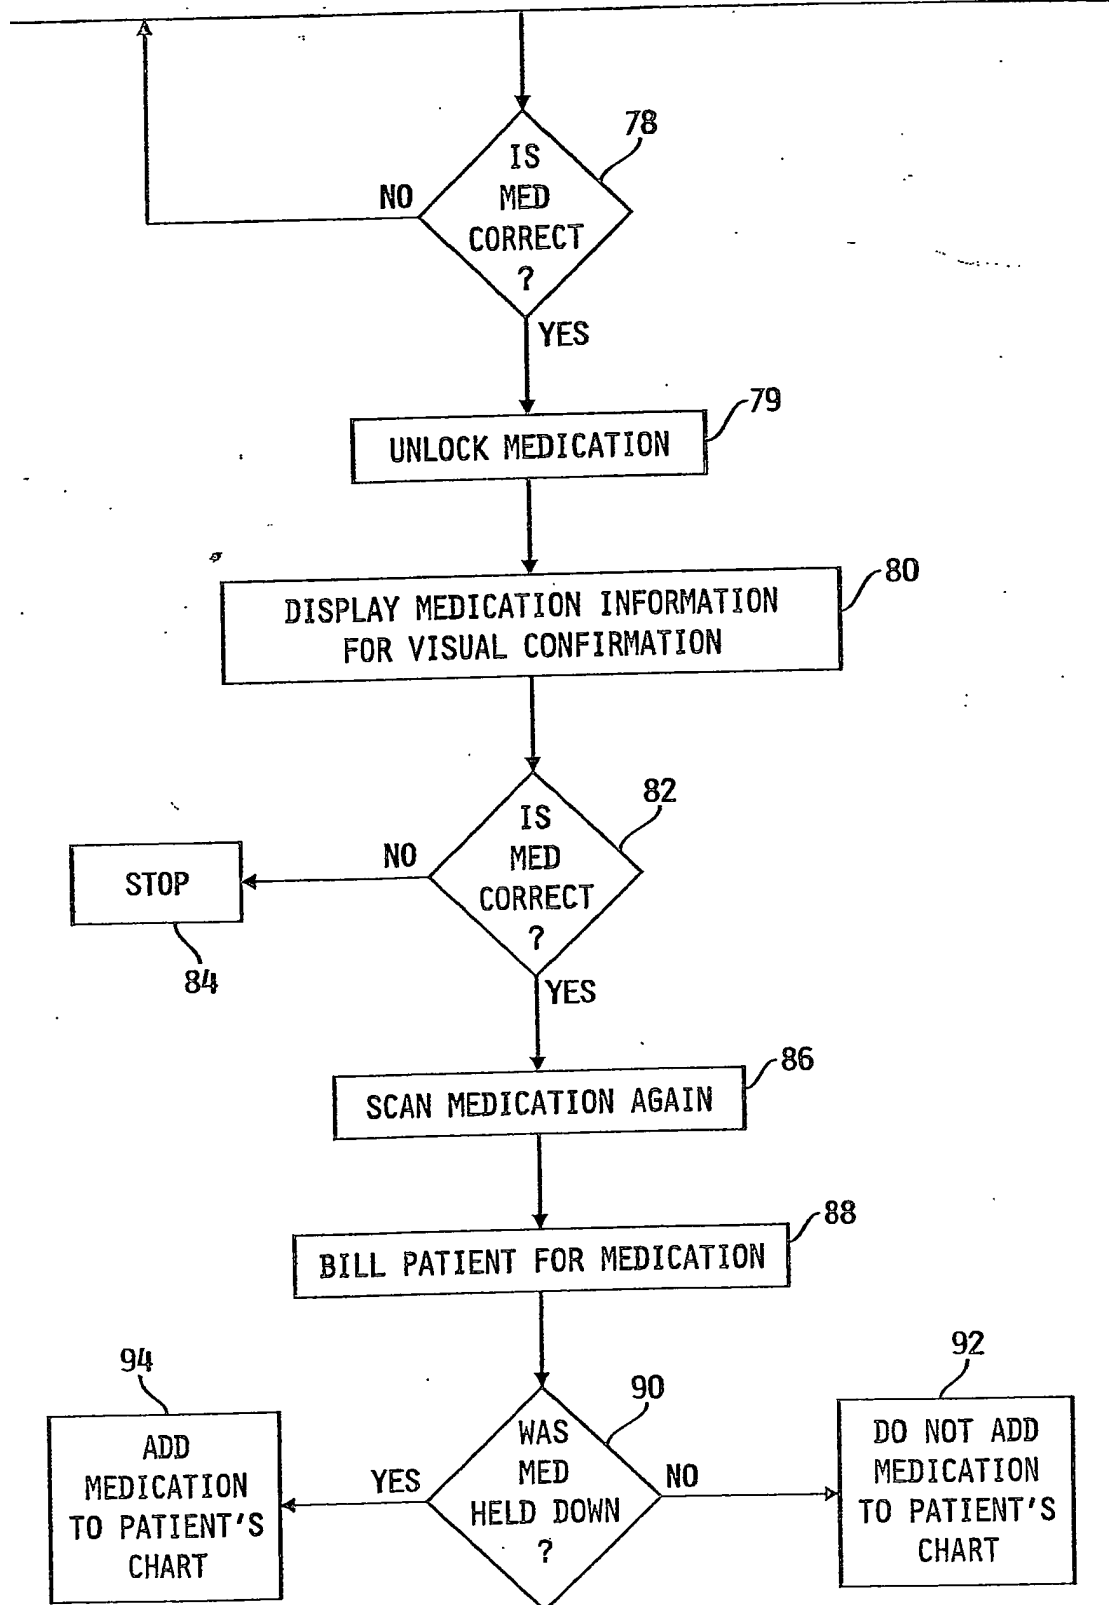 78
IS
MED
CORRECT
?
NO
YES
79
UNLOCK MEDICATION
80
DISPLAY MEDICATION INFORMATION
FOR VISUAL CONFIRMATION
82
IS
MED
CORRECT
?
NO
STOP
84
YES
86
SCAN MEDICATION AGAIN
88
BILL PATIENT FOR MEDICATION
94
ADD
MEDICATION
TO PATIENT'S
CHART
YES
90
WAS
MED
HELD DOWN
?
NO
92
DO NOT ADD
MEDICATION
TO PATIENT'S
CHART